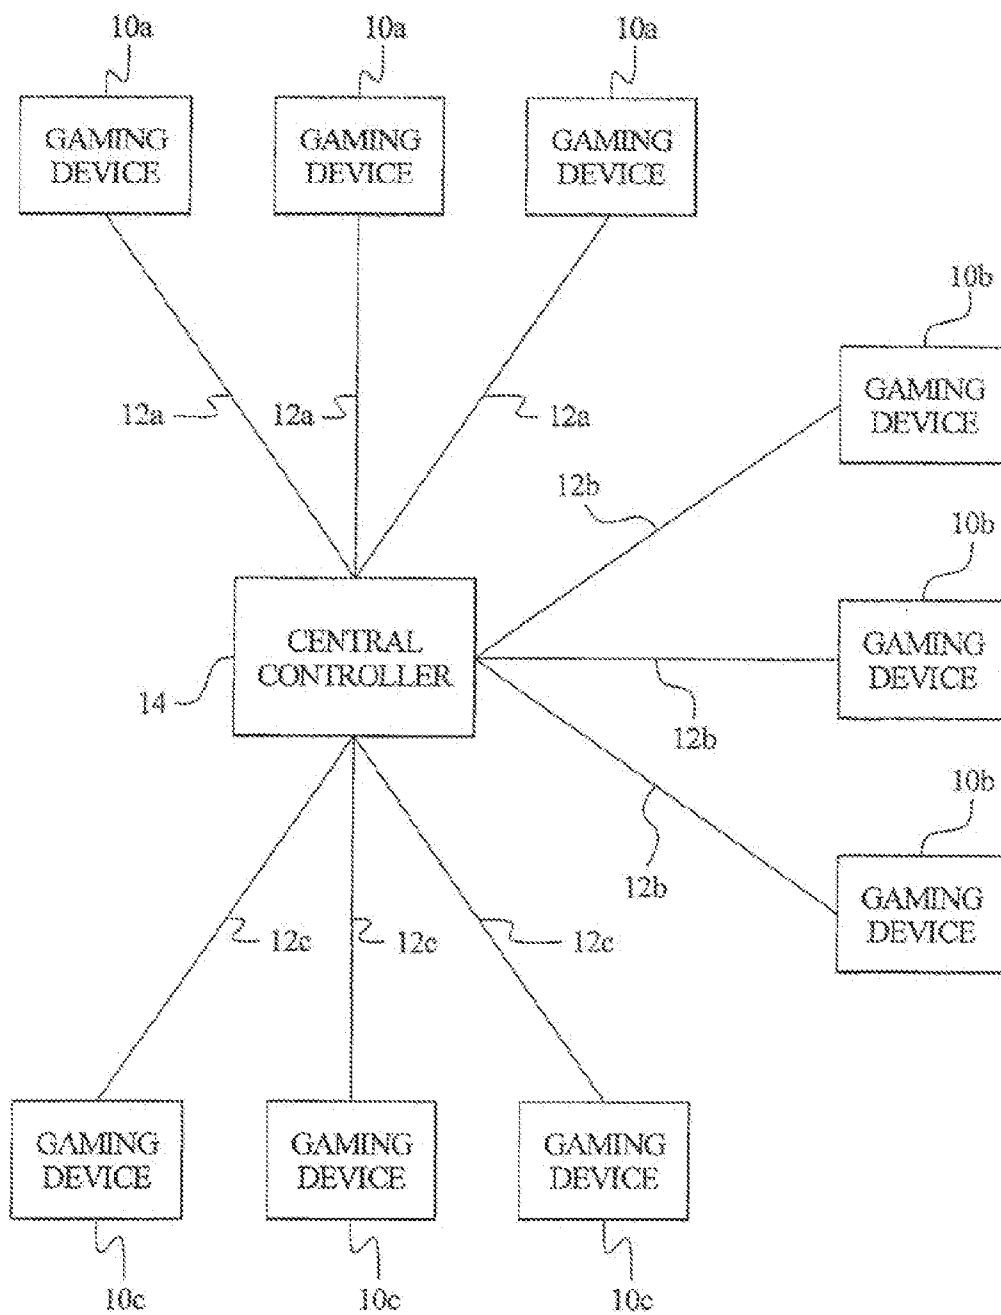 10a
10a
10a
GAMING
DEVICE
GAMING
DEVICE
GAMING
DEVICE
10b
GAMING
DEVICE
12a
12a
12a
12b
10b
CENTRAL
CONTROLLER
GAMING
DEVICE
14
12b
10b
12b
GAMING
DEVICE
12c
12c
12c
GAMING
DEVICE
GAMING
DEVICE
GAMING
DEVICE
10c
10c
10c